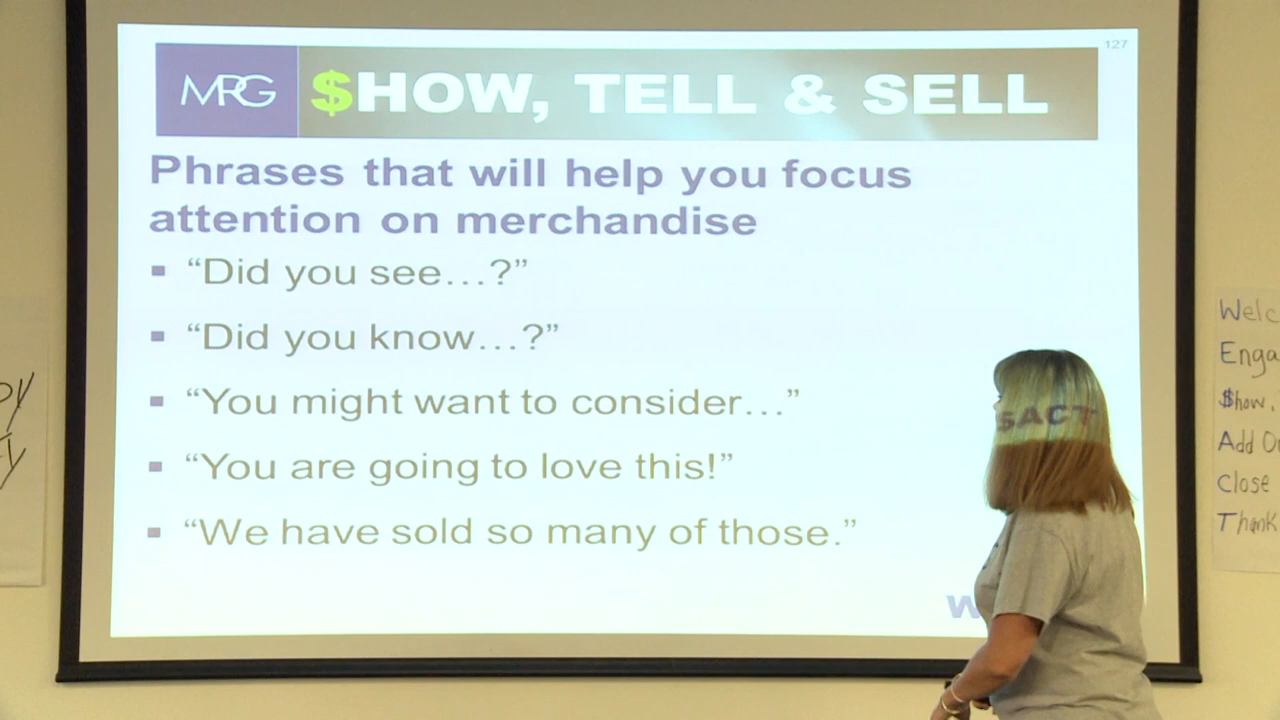 127
MRG
$HOW, TELL & SELL
Phrases that will help you focus
attention on merchandise
▪ “Did you see…?”
▪ “Did you know…?”
▪ “You might want to consider…”
▪ “You are going to love this!”
▪ “We have sold so many of those.”
SACT
W
Welc
Enga
$how,
Add O
Close
Thank